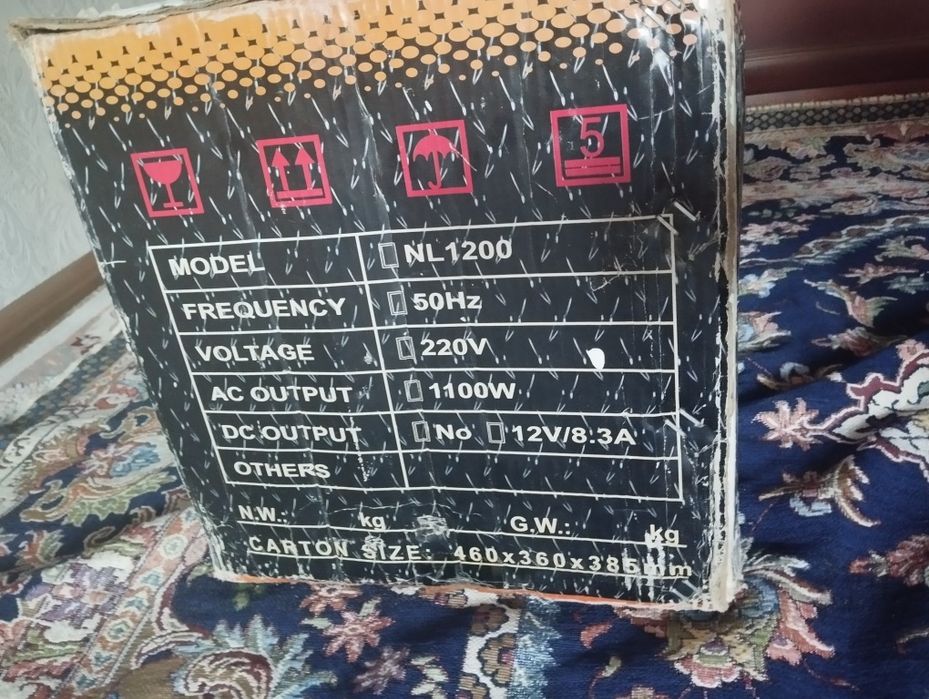 5
MODEL NL1200
FREQUENCY 50Hz
VOLTAGE 220V
AC OUTPUT 1100W
DC OUTPUT No 12V/8.3A
OTHERS
N.W.: kg G.W.: kg
CARTON SIZE: 460x360x385mm